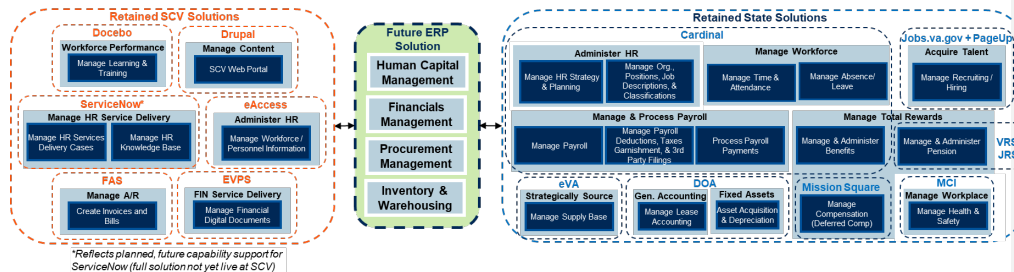 Retained SCV Solutions
Docebo
Workforce Performance
Manage Learning &
Training
Drupal
Manage Content
SCV Web Portal
ServiceNow*
Manage HR Service Delivery
Manage HR Services
Delivery Cases
Manage HR
Knowledge Base
eAccess
Administer HR
Manage Workforce /
Personnel Information
FAS
Manage A/R
Create Invoices and
Bills
EVPS
FIN Service Delivery
Manage Financial
Digital Documents
*Reflects planned, future capability support for
ServiceNow (full solution not yet live at SCV)
Future ERP
Solution
Human Capital
Management
Financials
Management
Procurement
Management
Inventory &
Warehousing
Retained State Solutions
Cardinal
Administer HR
Manage HR Strategy
& Planning
Manage Org.,
Positions, Job
Descriptions, &
Classifications
Manage Workforce
Manage Time &
Attendance
Manage Absence/
Leave
Jobs.va.gov + PageUp
Acquire Talent
Manage Recruiting /
Hiring
Manage & Process Payroll
Manage Payroll
Manage Payroll
Deductions, Taxes
Garnishment, & 3rd
Party Filings
Process Payroll
Payments
Manage Total Rewards
Manage & Administer
Benefits
Manage & Administer
Pension
VRS
JRS
eVA
Strategically Source
Manage Supply Base
DOA
Gen. Accounting
Manage Lease
Accounting
Fixed Assets
Asset Acquisition
& Depreciation
Mission Square
Manage
Compensation
(Deferred Comp)
MCI
Manage Workplace
Manage Health &
Safety